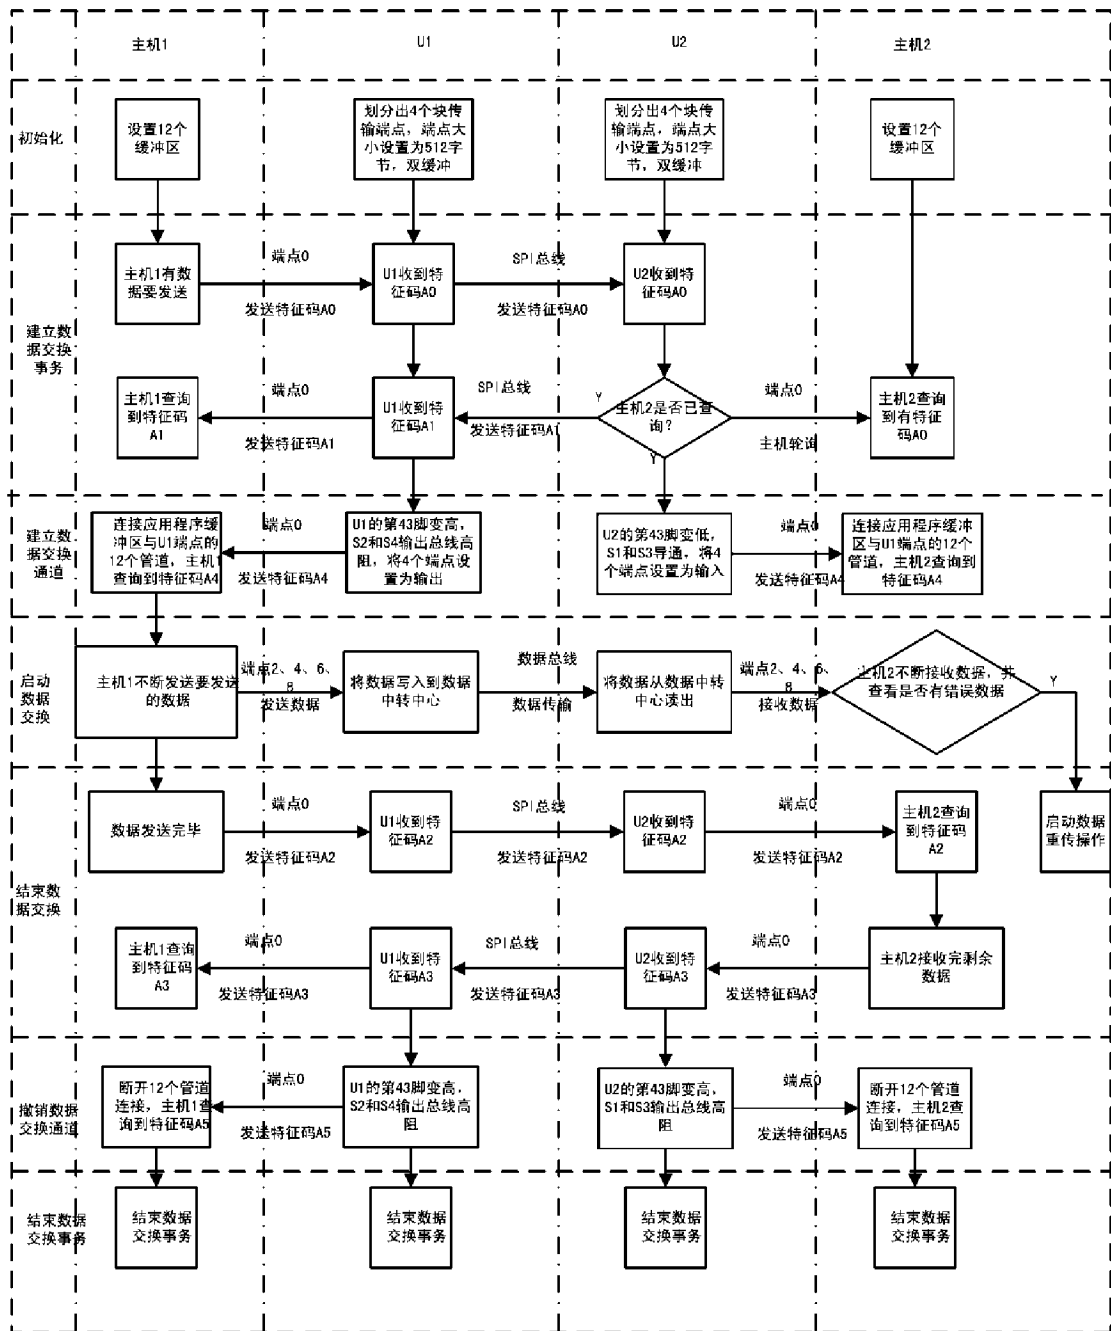 主机1
U1
U2
主机2
初始化
设置12个
缓冲区
划分出4个块传
输端点，端点大
小设置为512字
节，双缓冲
划分出4个块传
输端点，端点大
小设置为512字
节，双缓冲
设置12个
缓冲区
建立数
据交换
事务
主机1有数
据要发送
端点0
发送特征码A0
U1收到特
征码A0
SPI总线
发送特征码A0
U2收到特
征码A0
主机1查询
到特征码
A1
端点0
发送特征码A1
U1收到特
征码A1
SPI总线
发送特征码A1
Y
主机2是否已查
询？
Y
端点0
主机轮询
主机2查询
到有特征
码A0
建立数
据交换
通道
连接应用程序缓
冲区与U1端点的
12个管道，主机1
查询到特征码A4
端点0
发送特征码A4
U1的第43脚变高，
S2和S4输出总线高
阻，将4个端点设
置为输出
U2的第43脚变低，
S1和S3导通，将4
个端点设置为输入
端点0
发送特征码A4
连接应用程序缓冲
区与U1端点的12个
管道，主机2查询到
特征码A4
启动
数据
交换
主机1不断发送要发送
的数据
端点2、4、6、
8
发送数据
将数据写入到数据
中转中心
数据总线
数据传输
将数据从数据中转
中心读出
端点2、4、6、
8
接收数据
主机2不断接收数据，并
查看是否有错误数据
Y
结束数
据交换
数据发送完毕
端点0
发送特征码A2
U1收到特
征码A2
SPI总线
发送特征码A2
U2收到特
征码A2
端点0
发送特征码A2
主机2查询
到特征码
A2
启动数据
重传操作
主机1查询
到特征码
A3
端点0
发送特征码A3
U1收到特
征码A3
SPI总线
发送特征码A3
U2收到特
征码A3
端点0
发送特征码A3
主机2接收完剩余
数据
撤销数据
交换通道
断开12个管道
连接，主机1查
询到特征码A5
端点0
发送特征码A5
U1的第43脚变高，
S2和S4输出总线高
阻
U2的第43脚变高，
S1和S3输出总线高
阻
端点0
发送特征码A5
断开12个管道
连接，主机2查
询到特征码A5
结束数据
交换事务
结束数据
交换事务
结束数据
交换事务
结束数据
交换事务
结束数据
交换事务